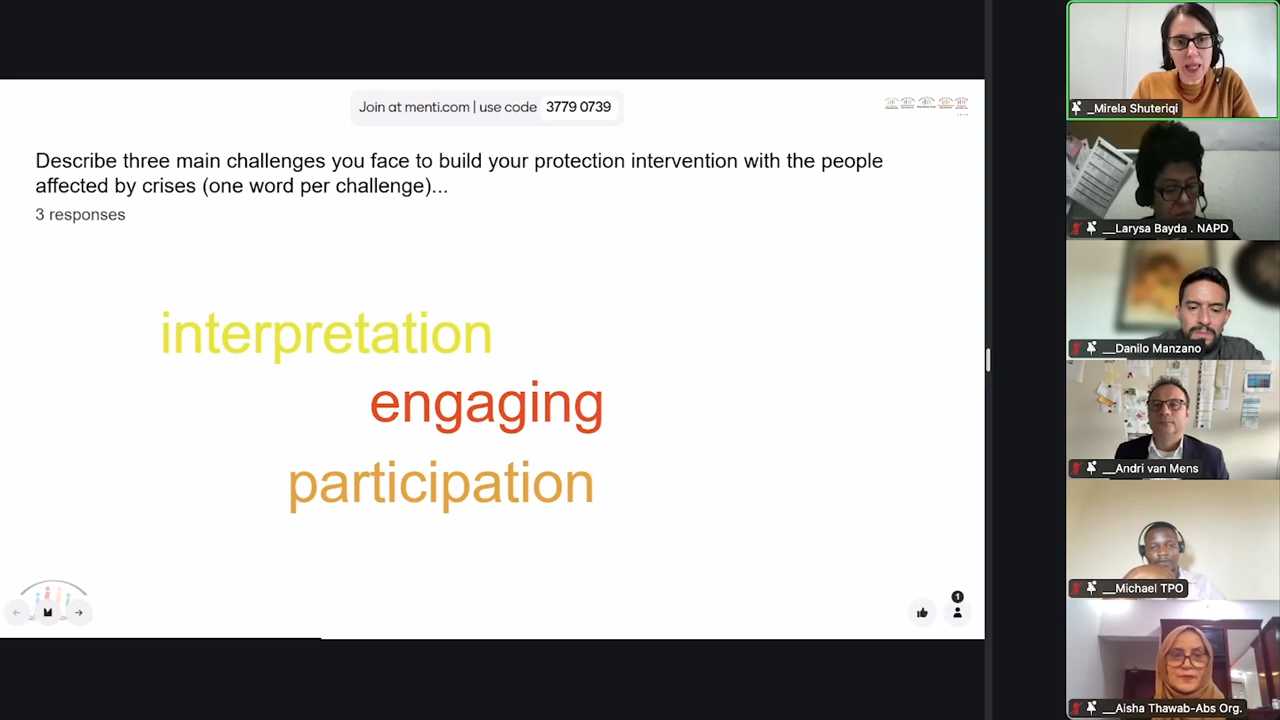 Join at menti.com | use code 3779 0739
Describe three main challenges you face to build your protection intervention with the people
affected by crises (one word per challenge)...
3 responses
interpretation
engaging
participation
1
_Mirela Shuteriqi
__Larysa Bayda . NAPD
__Danilo Manzano
__Andri van Mens
__Michael TPO
__Aisha Thawab-Abs Org.